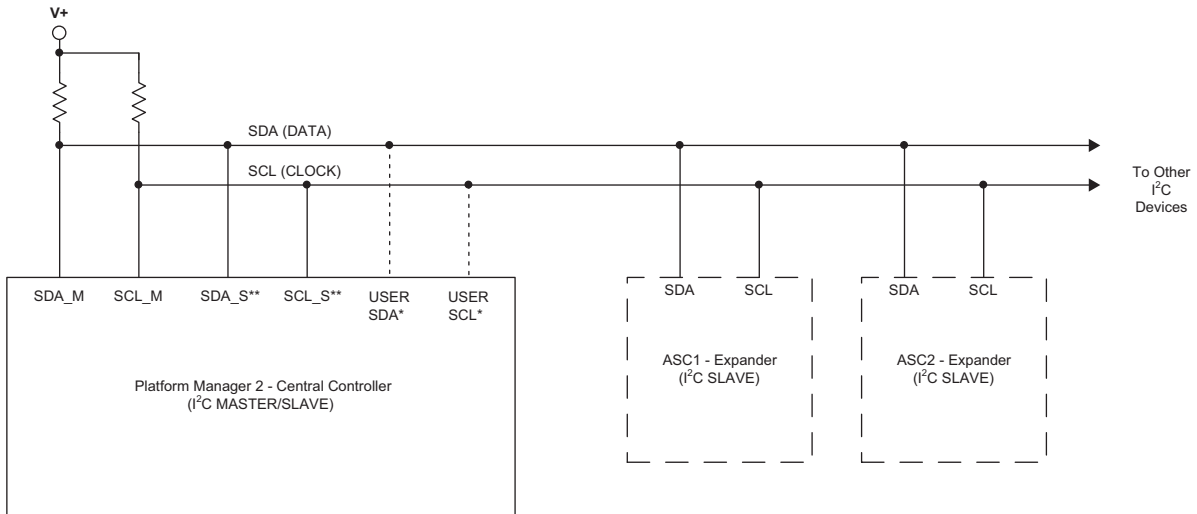 V+
SDA (DATA)
SCL (CLOCK)
To Other
I²C
Devices
SDA_M
SCL_M
SDA_S**
SCL_S**
USER
SDA*
USER
SCL*
Platform Manager 2 - Central Controller
(I²C MASTER/SLAVE)
SDA
SCL
ASC1 - Expander
(I²C SLAVE)
SDA
SCL
ASC2 - Expander
(I²C SLAVE)